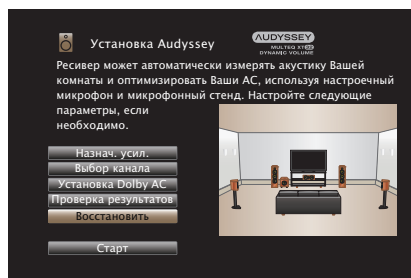 Установка Audyssey
AUDYSSEY
MULTEQ XT32
DYNAMIC VOLUME
Ресивер может автоматически измерять акустику Вашей
комнаты и оптимизировать Ваши АС, используя настроечный
микрофон и микрофонный стенд. Настройте следующие
параметры, если
необходимо.
Назнач. усил.
Выбор канала
Установка Dolby АС
Проверка результатов
Восстановить
Старт